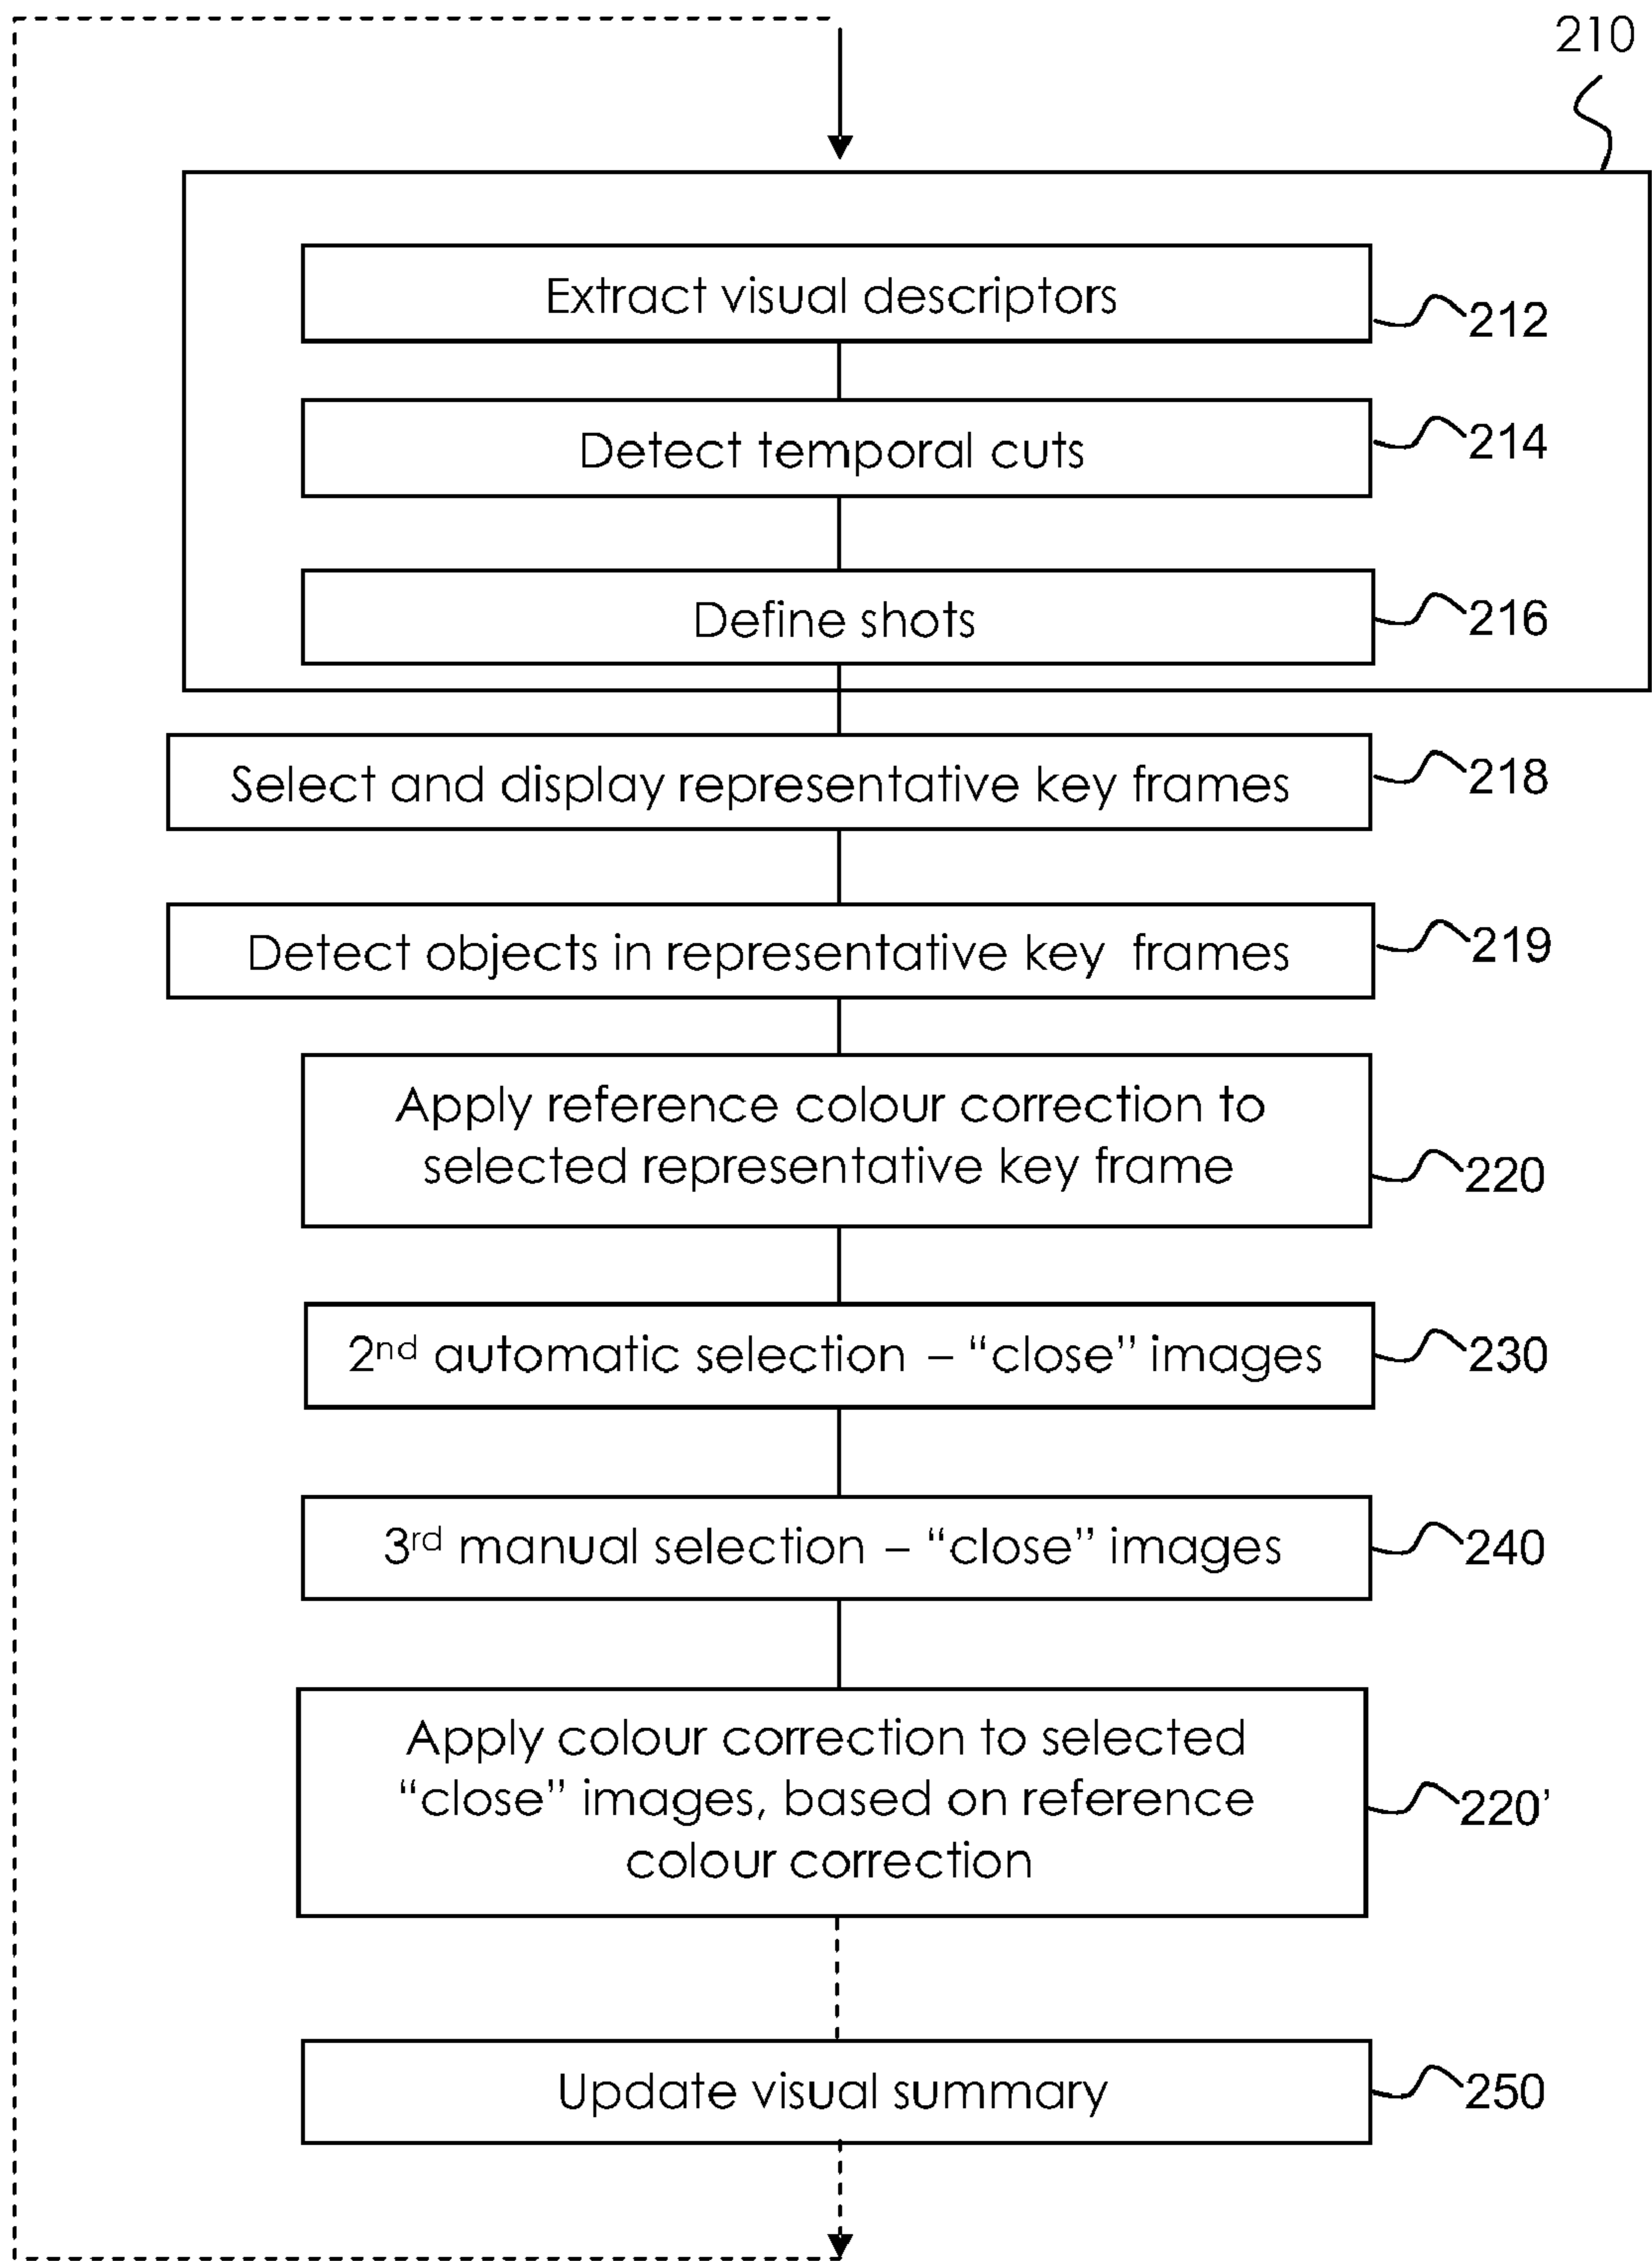 210
Extract visual descriptors
212
Detect temporal cuts
214
Define shots
216
Select and display representative key frames
218
Detect objects in representative key frames
219
Apply reference colour correction to
selected representative key frame
220
2nd automatic selection – “close” images
230
3rd manual selection – “close” images
240
Apply colour correction to selected
“close” images, based on reference
colour correction
220’
Update visual summary
250